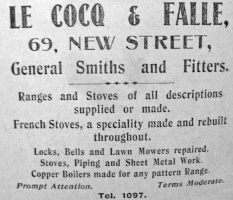 LE COCQ & FALLE,
69, NEW STREET,
General Smiths and Fitters.
Ranges and Stoves of all descriptions
supplied or made.
French Stoves, a speciality made and rebuilt
throughout.
Locks, Bells and Lawn Mowers repaired.
Stoves, Piping and Sheet Metal Work.
Copper Boilers made for any pattern Range.
Prompt Attention. Terms Moderate.
Tel. 1097.